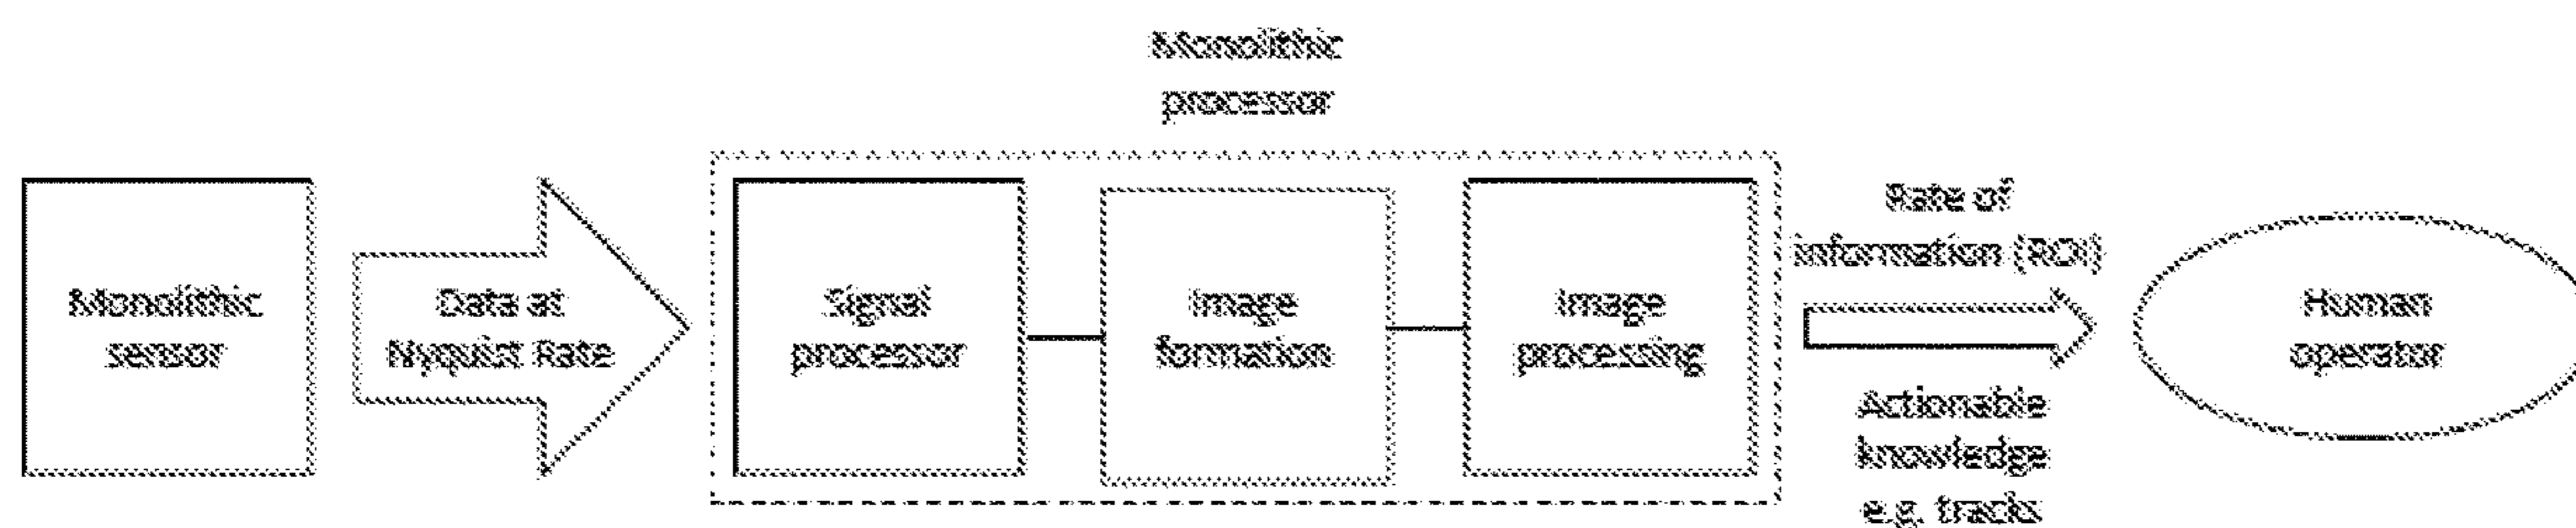 Monolithic
processor
Monolithic
sensor
Data at
Nyquist Rate
Signal
processor
Image
formation
Image
processing
Rate of
information (ROI)
Actionable
knowledge
e.g. tracks
Human
operator